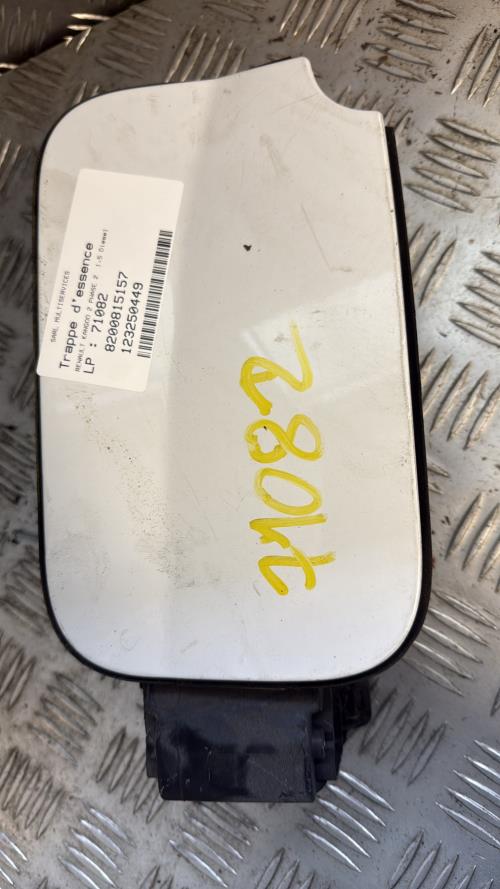 SARL MULTISERVICES
Trappe d'essence
RENAULT KANGOO 2 PHASE 2 1-5 Diesel
LP : 71082
8200815157
123250449
71082